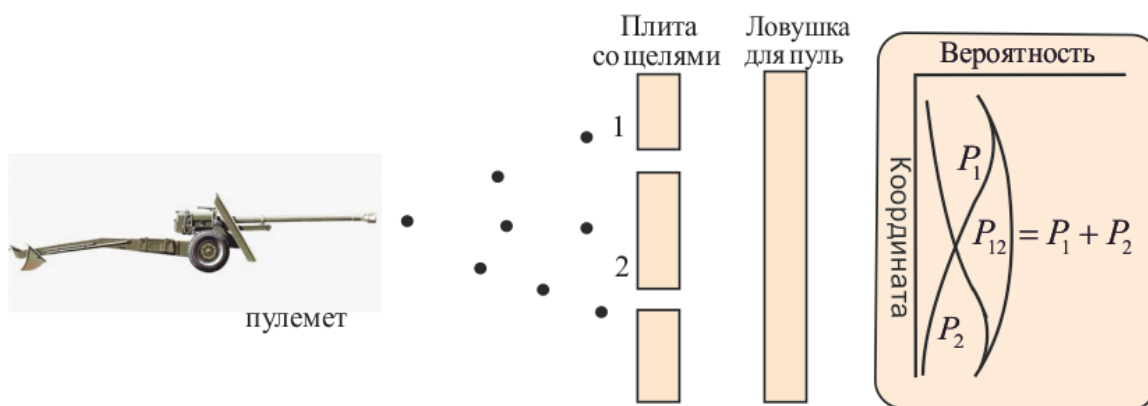 Плита
со щелями
Ловушка
для пуль
1
2
пулемет
Вероятность
Координата
P₁
P₁₂ = P₁ + P₂
P₂